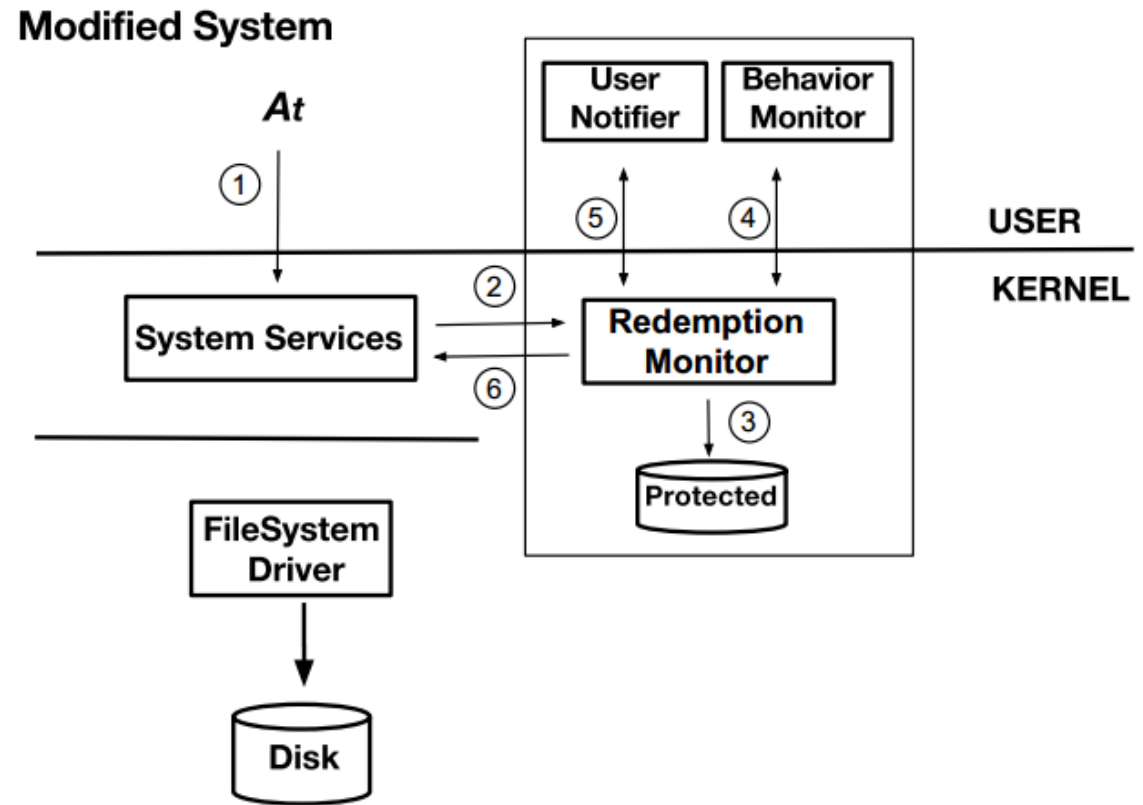 Modified System
At
User
Notifier
Behavior
Monitor
1
5
4
USER
KERNEL
2
System Services
Redemption
Monitor
6
3
Protected
FileSystem
Driver
Disk